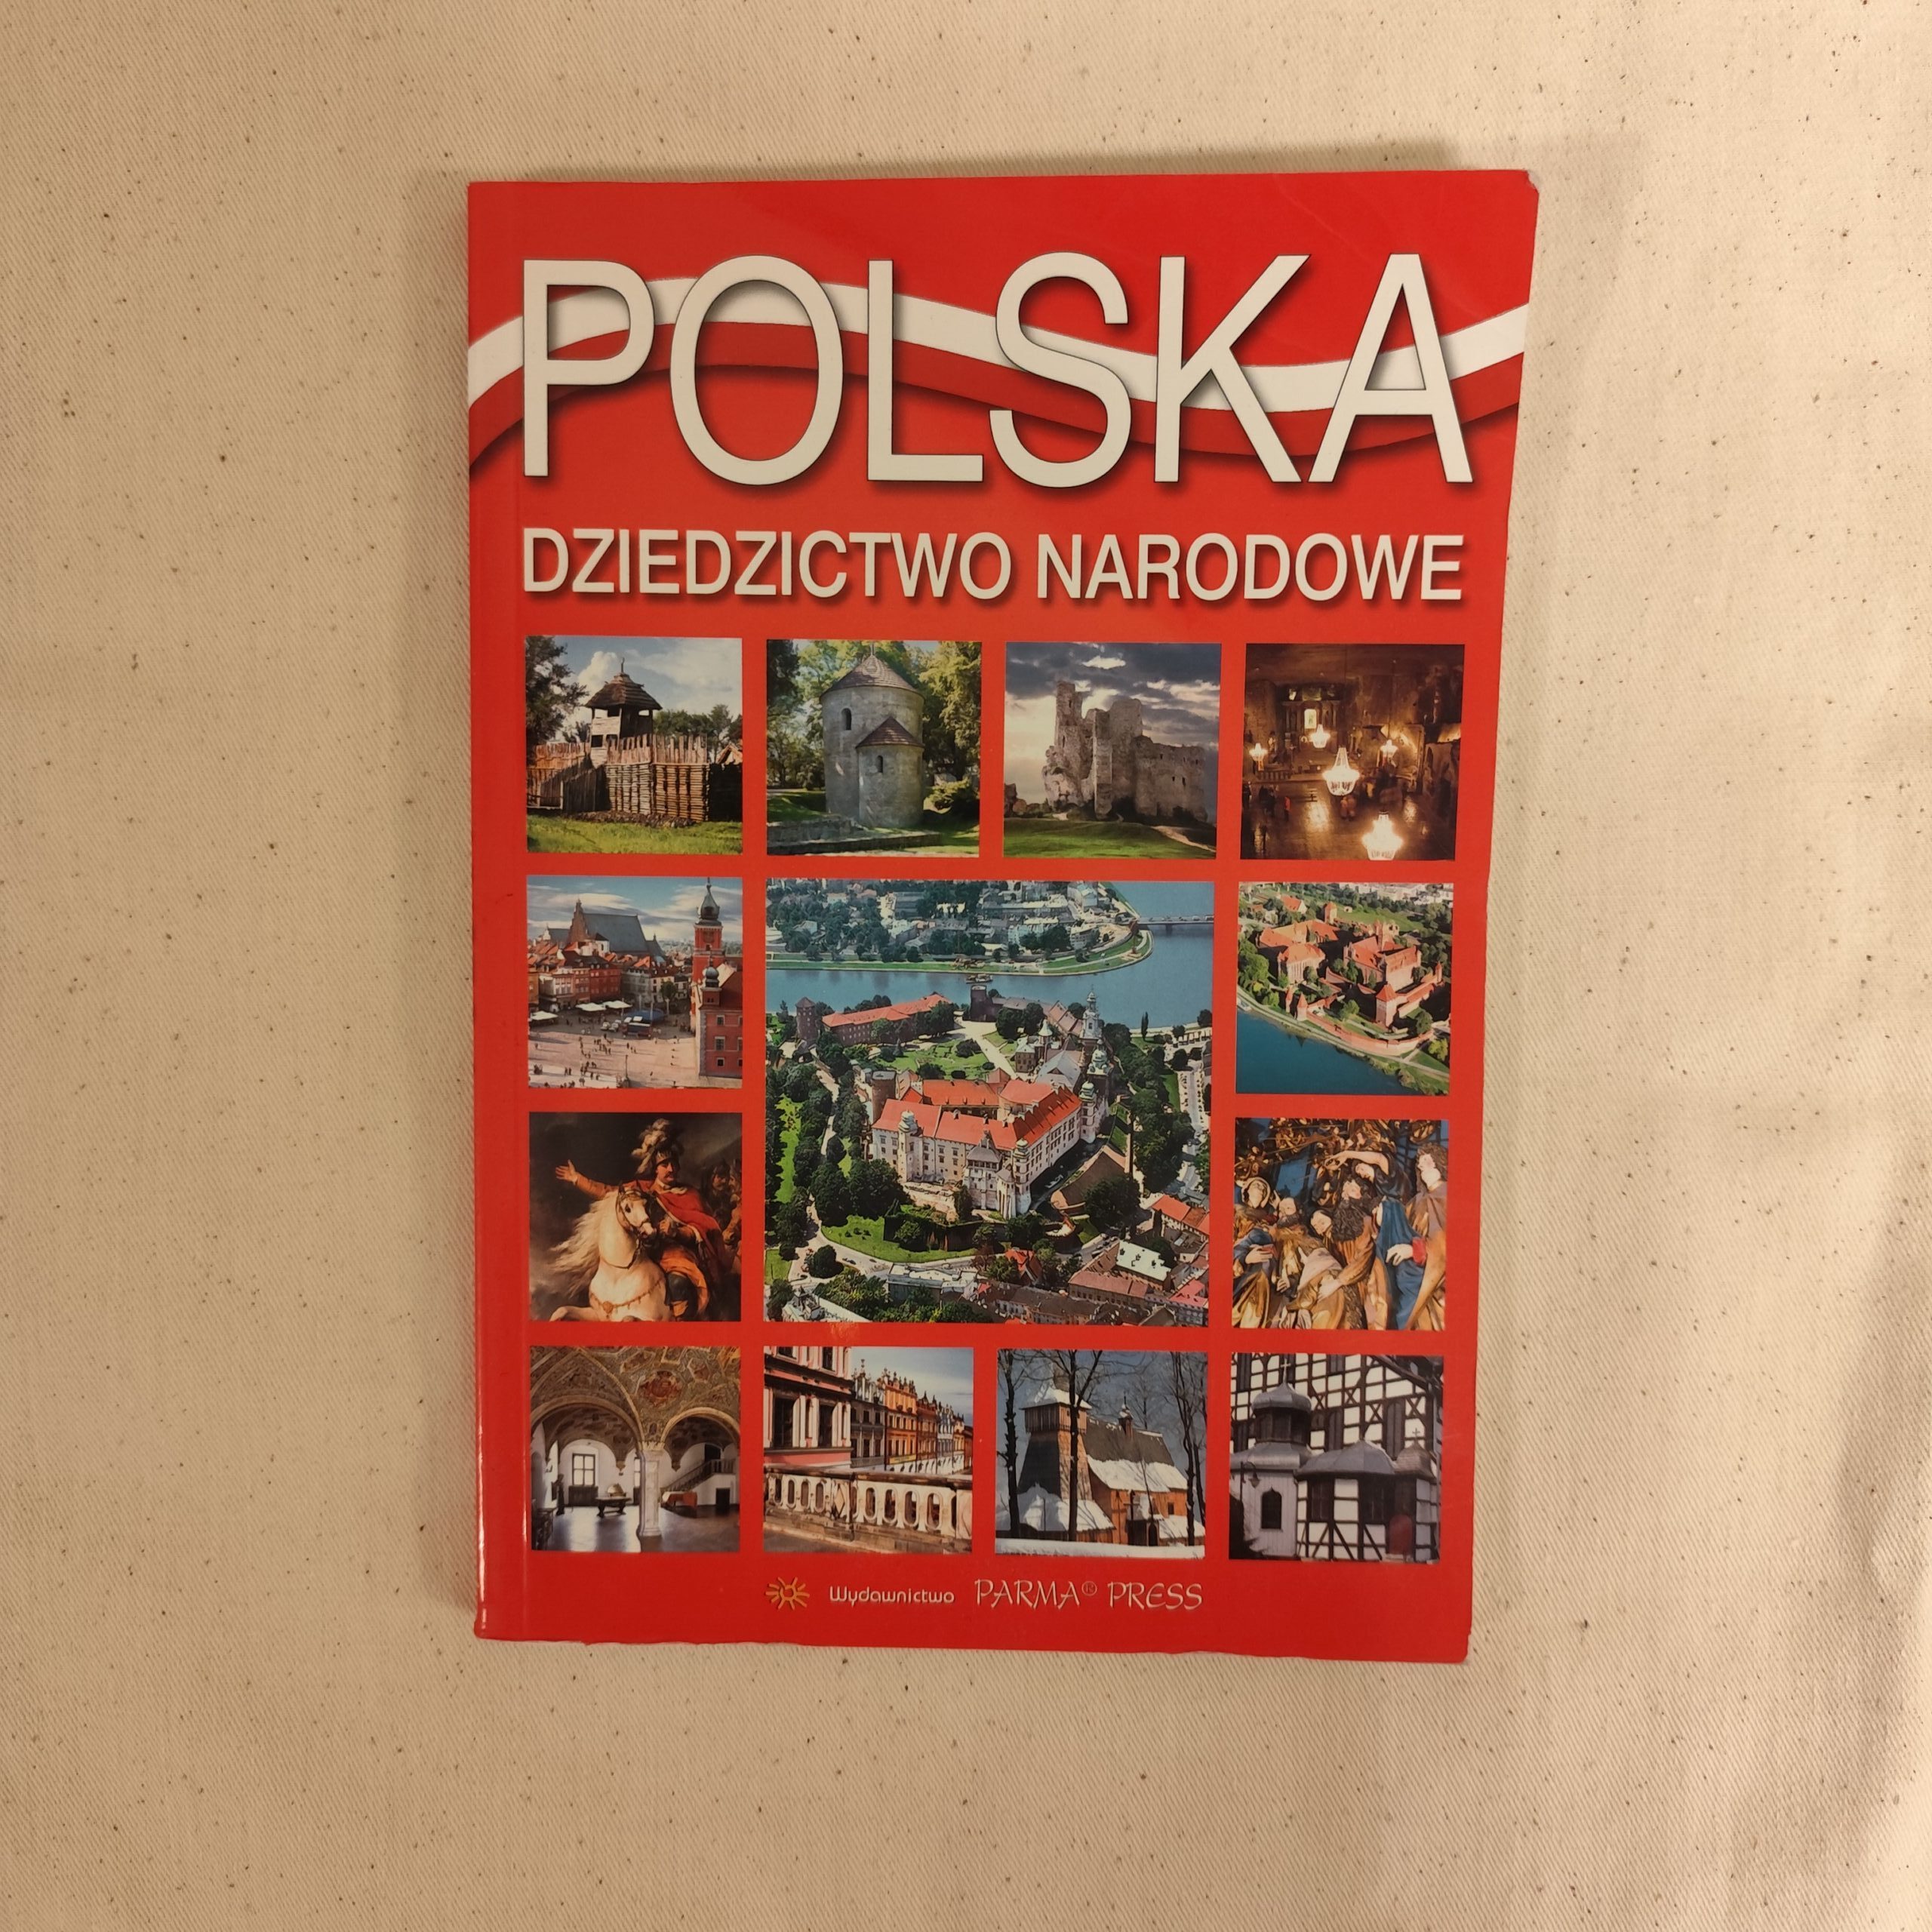 POLSKA
DZIEDZICTWO NARODOWE
Wydawnictwo PARMA® PRESS